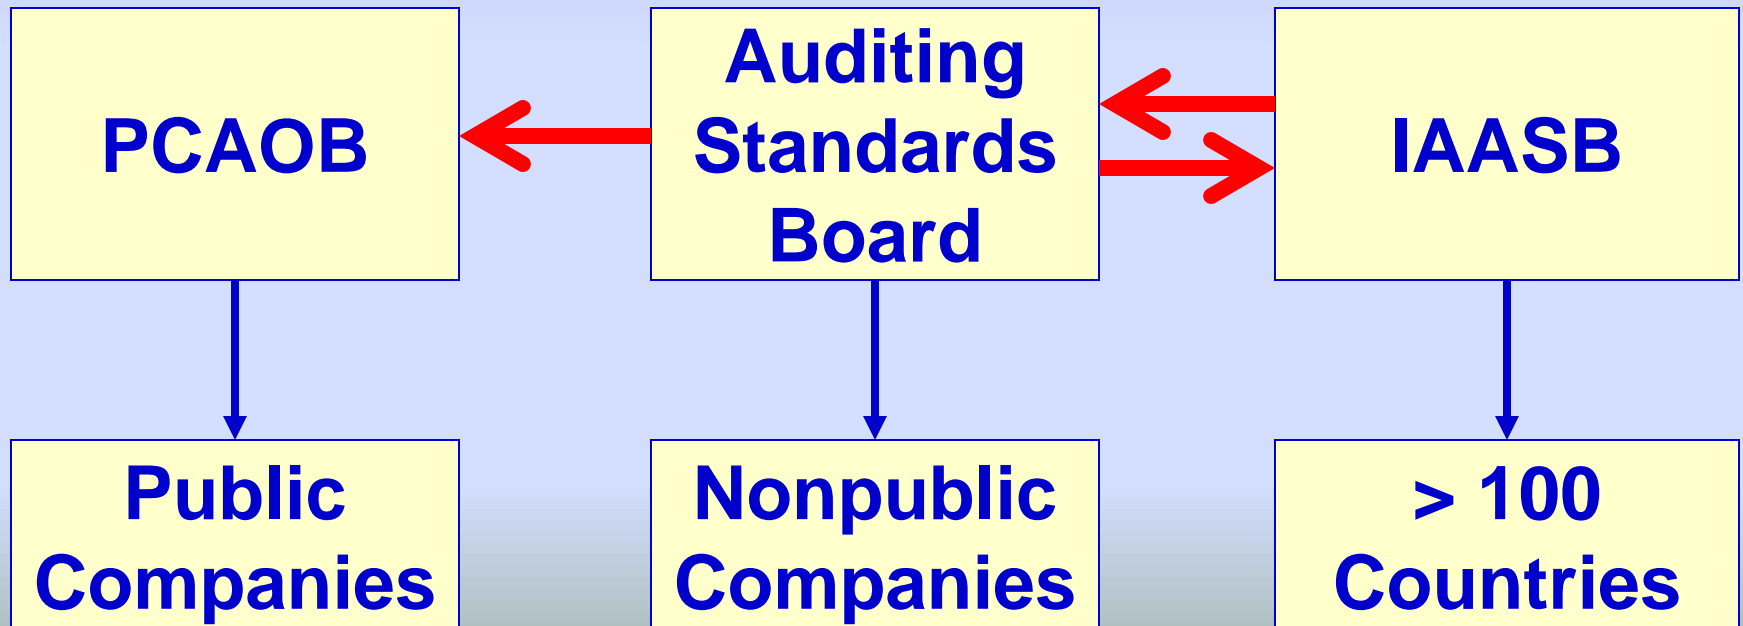 PCAOB
Auditing
Standards
Board
IAASB
Public
Companies
Nonpublic
Companies
> 100
Countries